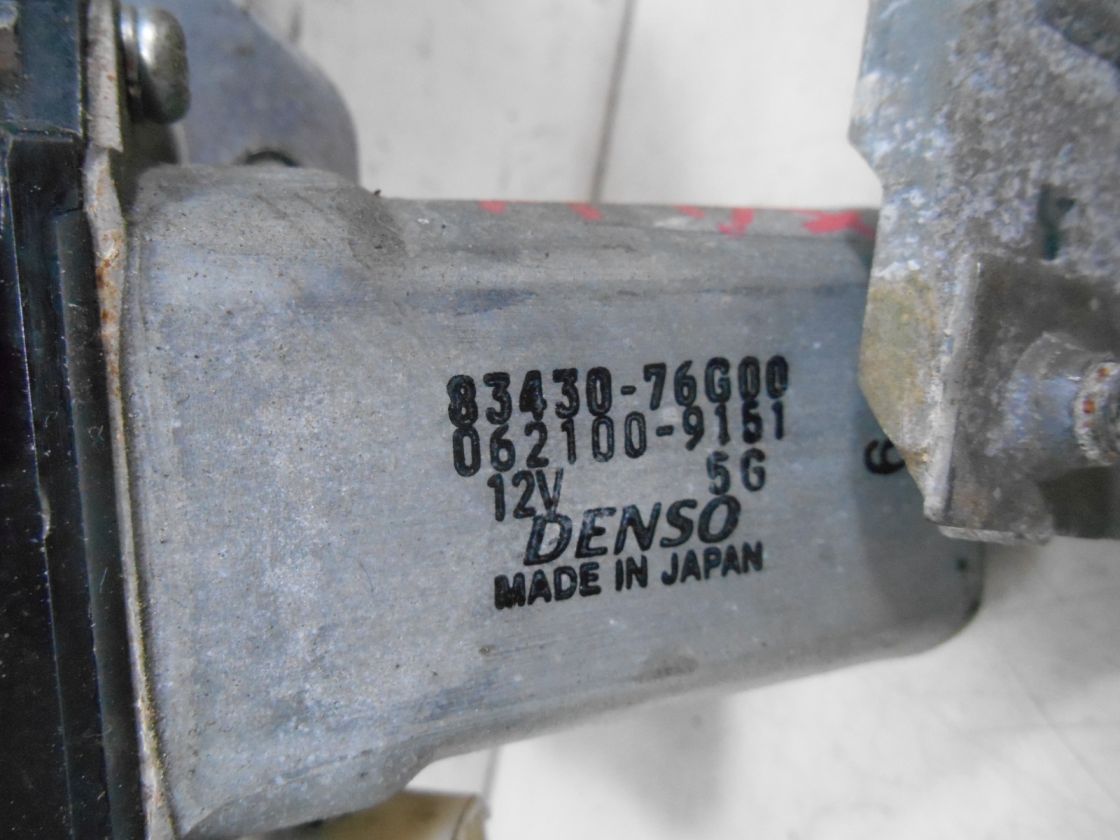 83430-76G00
062100-9151
12V 5G
DENSO
MADE IN JAPAN